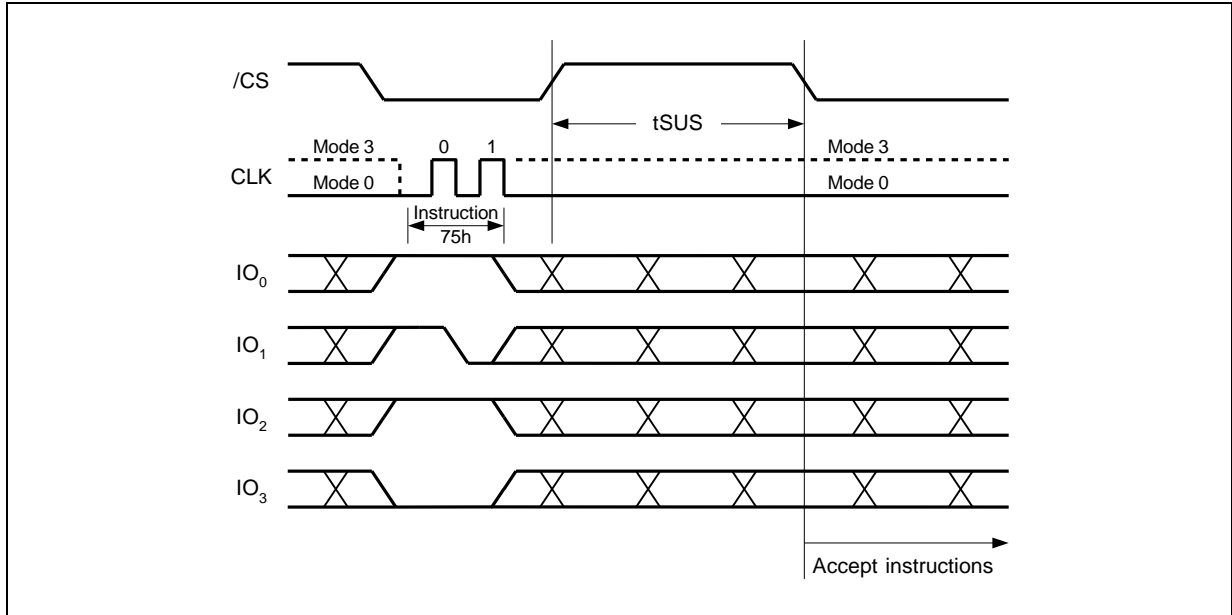 /CS
tSUS
Mode 3 0 1 Mode 3
CLK
Mode 0 Mode 0
Instruction
75h
IO0
IO1
IO2
IO3
Accept instructions